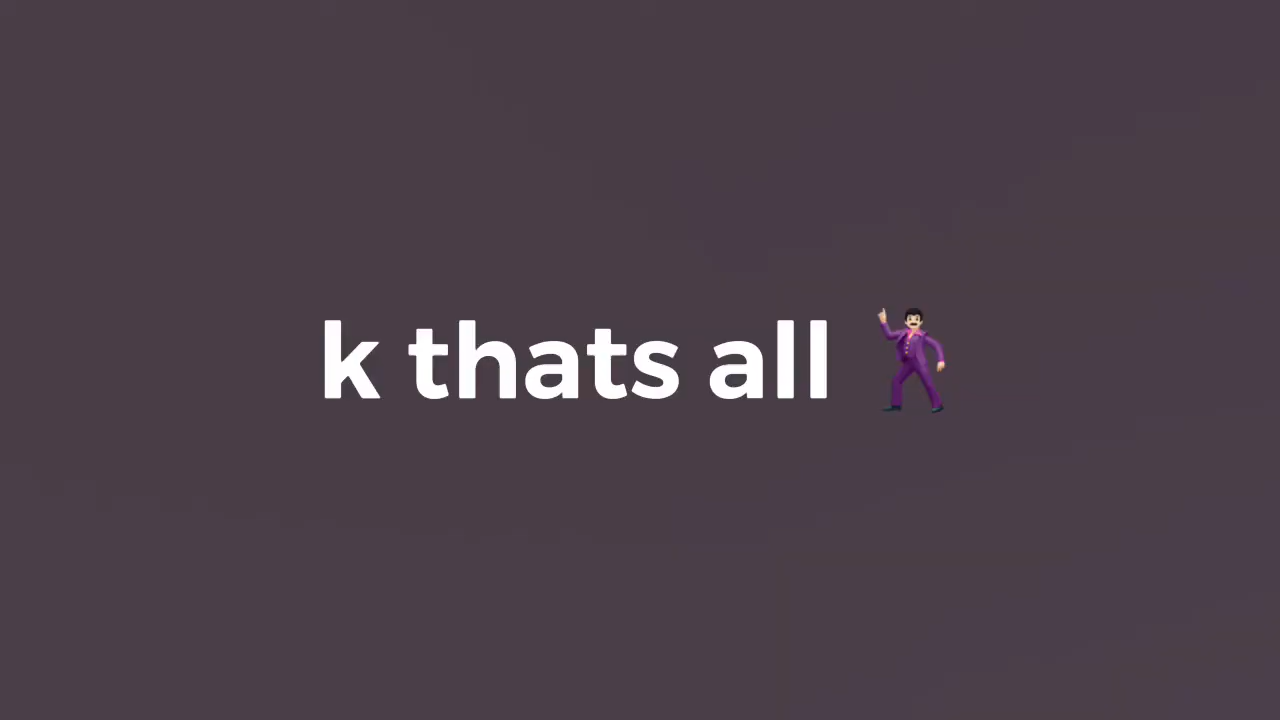 k thats all 🕺🏻